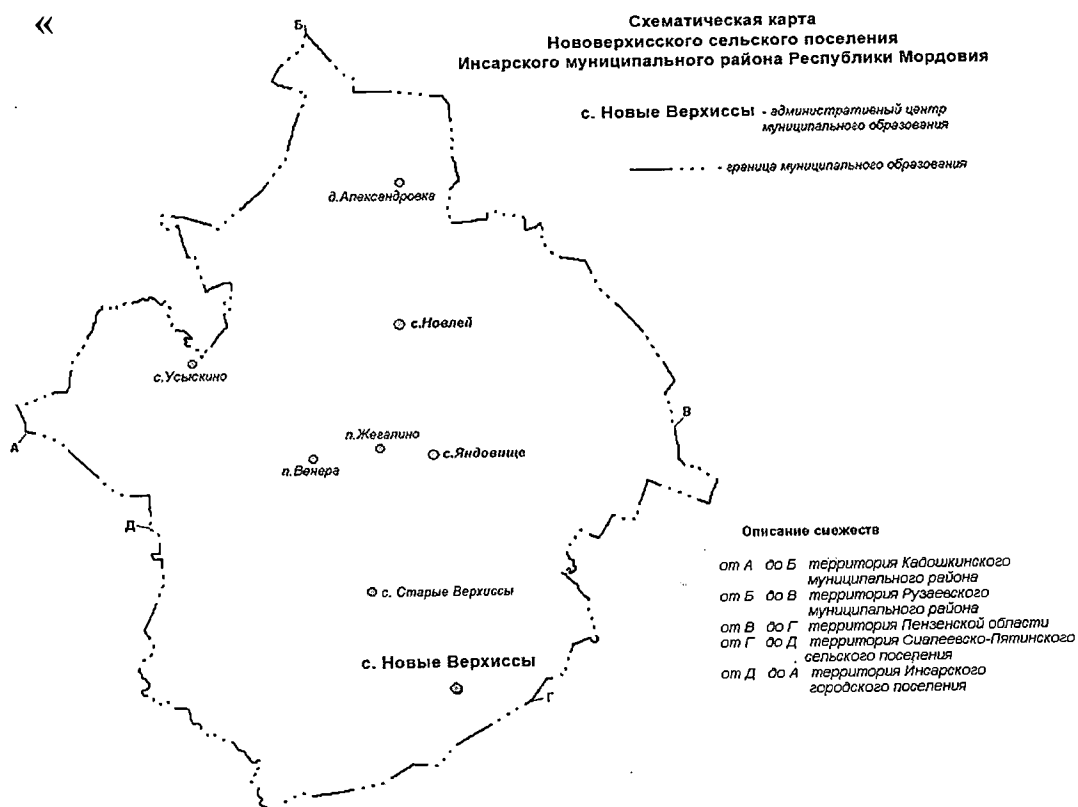 «
Схематическая карта
Нововерхисского сельского поселения
Инсарского муниципального района Республики Мордовия
с. Новые Верхиссы - административный центр
муниципального образования
- граница муниципального образования
Б
д.Александровка
с.Новлей
с.Усыскино
В
А
п.Жегалино
с.Яндовище
п.Венера
Д
Описание смежеств
от А до Б территория Кадошкинского
муниципального района
от Б до В территория Рузаевского
муниципального района
от В до Г территория Пензенской области
от Г до Д территория Сиалеевско-Пятинского
сельского поселения
от Д до А территория Инсарского
городского поселения
с. Старые Верхиссы
с. Новые Верхиссы
Г